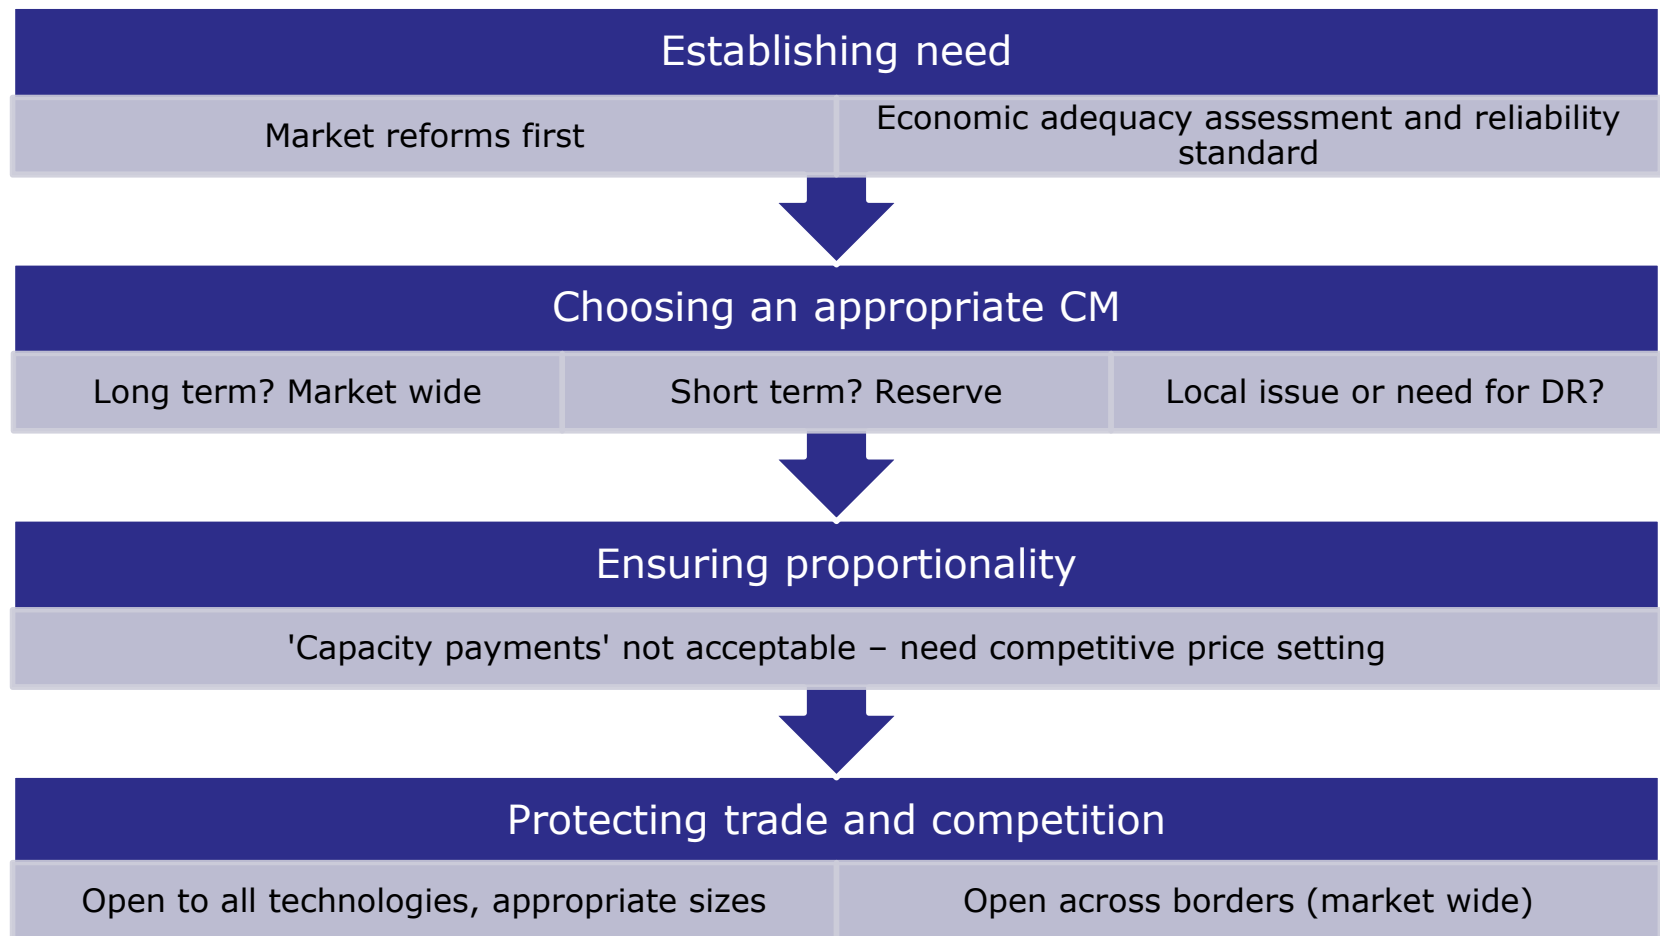 Establishing need
Market reforms first
Economic adequacy assessment and reliability
standard
Choosing an appropriate CM
Long term? Market wide
Short term? Reserve
Local issue or need for DR?
Ensuring proportionality
'Capacity payments' not acceptable – need competitive price setting
Protecting trade and competition
Open to all technologies, appropriate sizes
Open across borders (market wide)